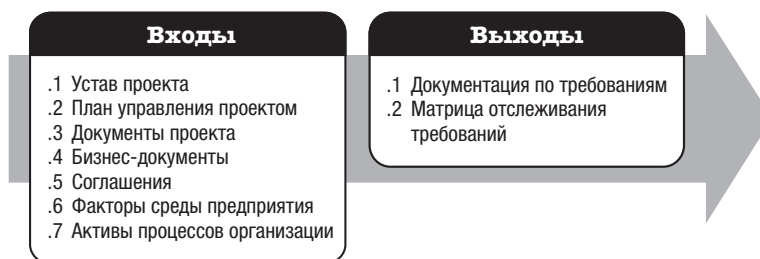 Входы
.1 Устав проекта
.2 План управления проектом
.3 Документы проекта
.4 Бизнес-документы
.5 Соглашения
.6 Факторы среды предприятия
.7 Активы процессов организации
Выходы
.1 Документация по требованиям
.2 Матрица отслеживания
требований